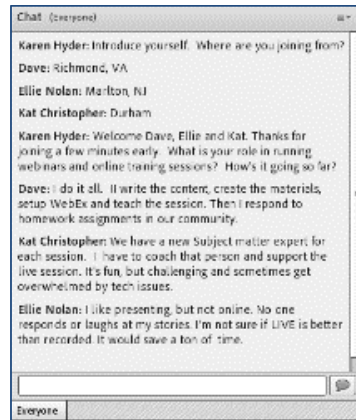 Chat (Everyone)
Karen Hyder: Introduce yourself. Where are you joining from?
Dave: Richmond, VA
Ellie Nolan: Marlton, NJ
Kat Christopher: Durham
Karen Hyder: Welcome Dave, Ellie and Kat. Thanks for
joining a few minutes early. What is your role in running
webinars and online training sessions? How's it going so far?
Dave: I do it all. II write the content, create the materials,
setup WebEx and teach the session. Then I respond to
homework assignments in our community.
Kat Christopher: We have a new Subject matter expert for
each session. I have to coach that person and support the
live session. It's fun, but challenging and sometimes get
overwhelmed by tech issues.
Ellie Nolan: I like presenting, but not online. No one
responds or laughs at my stories. I'm not sure if LIVE is better
than recorded. It would save a ton of time.
Everyone